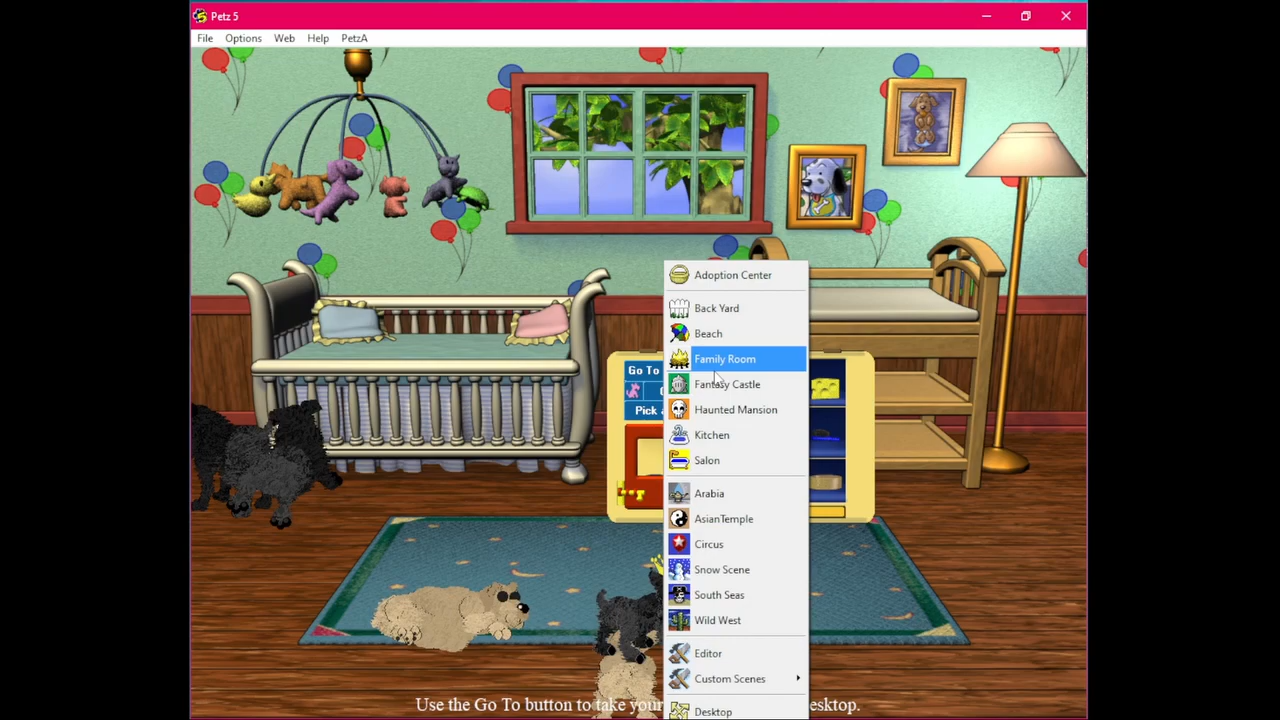 Petz 5
File Options Web Help PetzA
Adoption Center
Back Yard
Beach
Family Room
Fantasy Castle
Haunted Mansion
Kitchen
Salon
Arabia
AsianTemple
Circus
Snow Scene
South Seas
Wild West
Editor
Custom Scenes
Desktop
Go To
Pick
Use the Go To button to take your